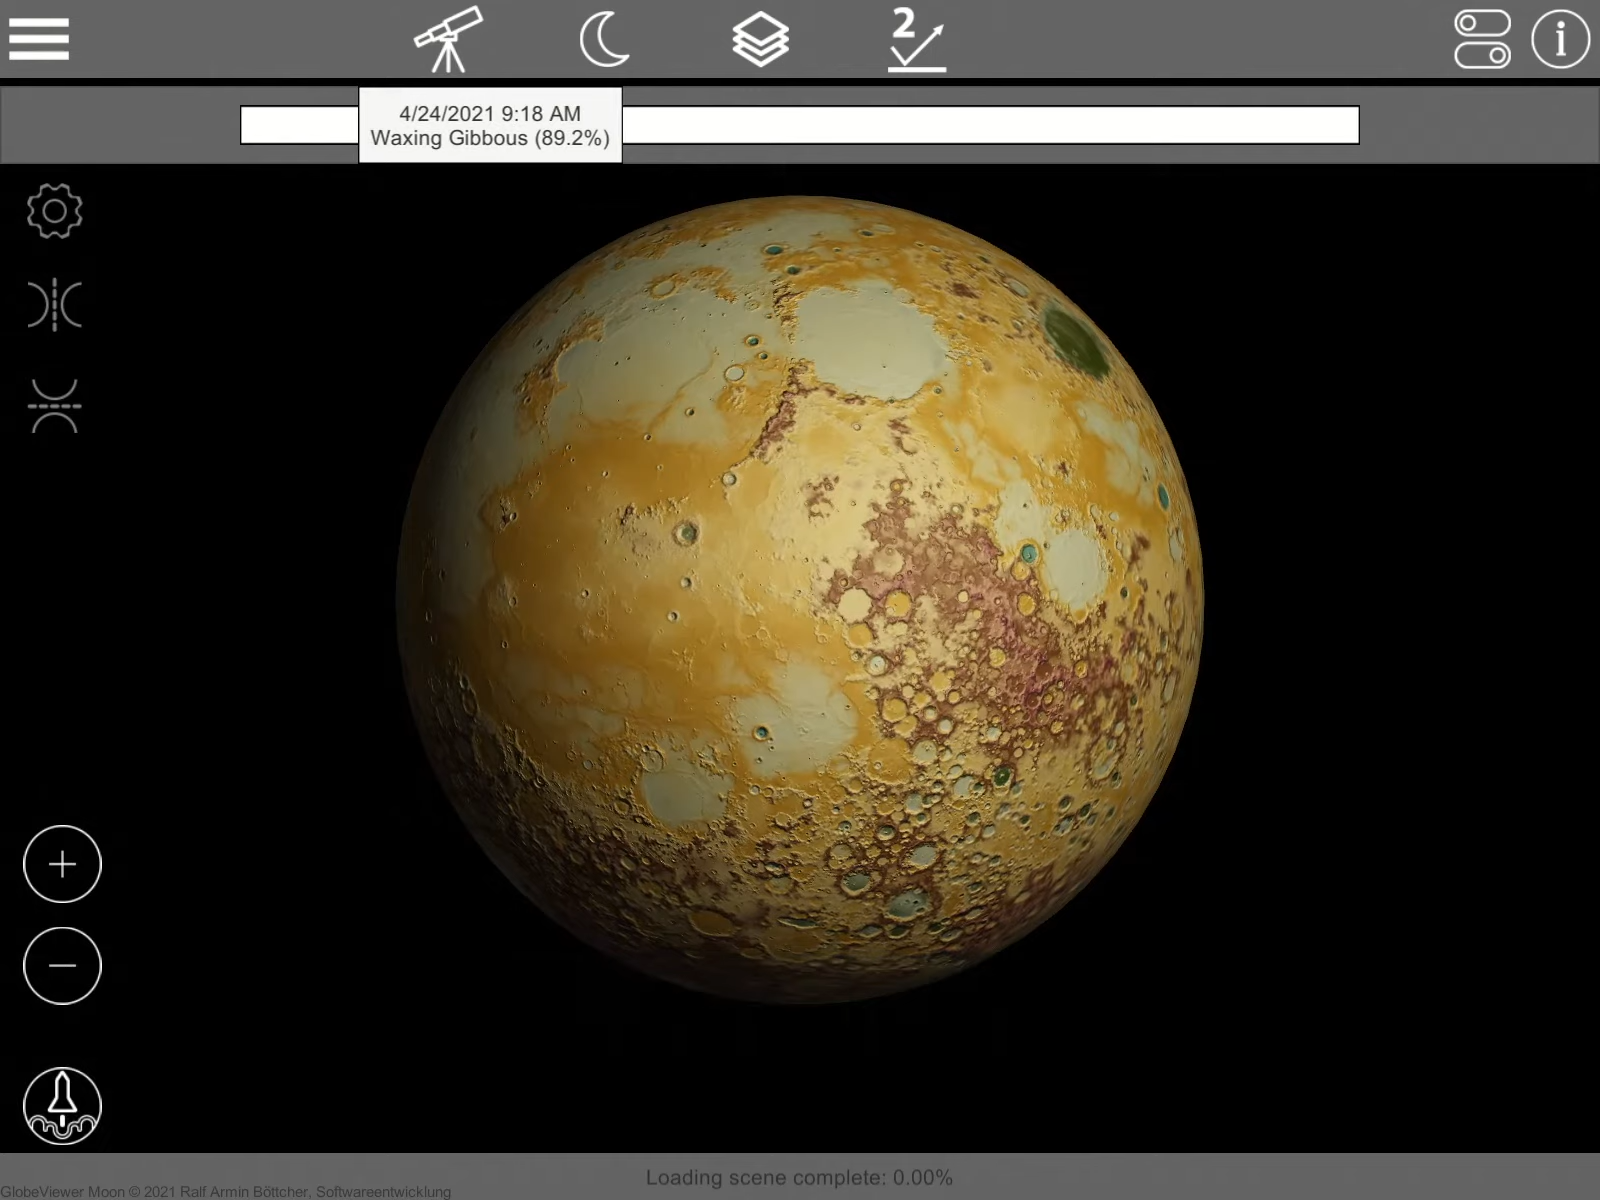 2
i
4/24/2021 9:18 AM
Waxing Gibbous (89.2%)
Loading scene complete: 0.00%
GlobeViewer Moon © 2021 Ralf Armin Böttcher, Softwareentwicklung